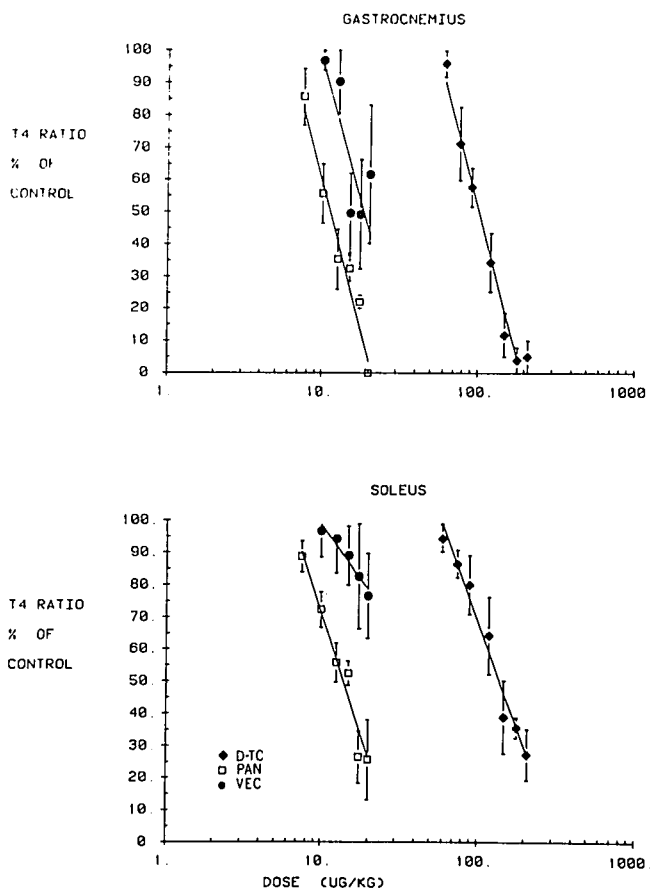 GASTROCNEMIUS
100
90
80
70
60
50
40
30
20
10
0
T4 RATIO
% OF
CONTROL
1. 10. 100. 1000
SOLEUS
100.
90.
80.
70.
60.
50.
40.
30.
20.
10.
0.
T4 RATIO
% OF
CONTROL
D-TC
PAN
VEC
1. 10. 100. 1000
DOSE (UG/KG)